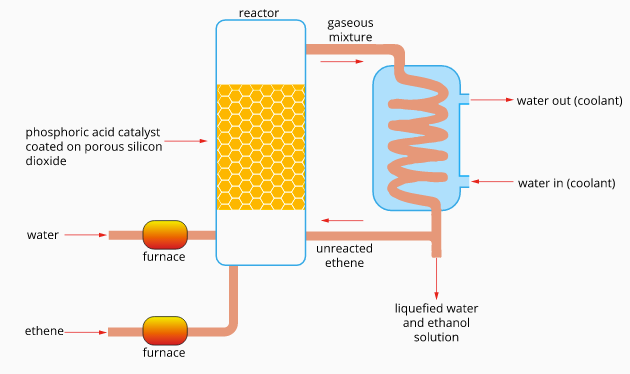 reactor
gaseous
mixture
water out (coolant)
phosphoric acid catalyst
coated on porous silicon
dioxide
water in (coolant)
water
furnace
unreacted
ethene
liquefied water
and ethanol
solution
ethene
furnace